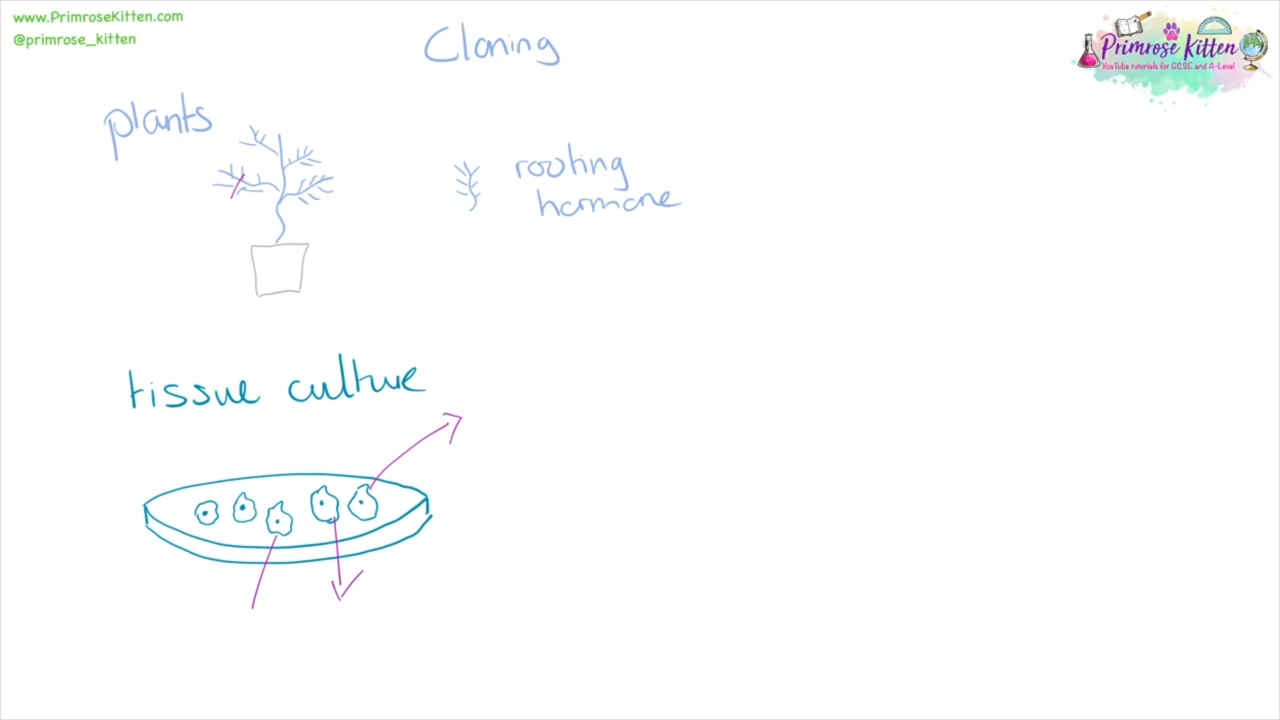 www.PrimroseKitten.com
@primrose_kitten
Cloning
Primrose Kitten
YouTube tutorials for GCSE and A-Level
plants
rooting
hormone
tissue culture